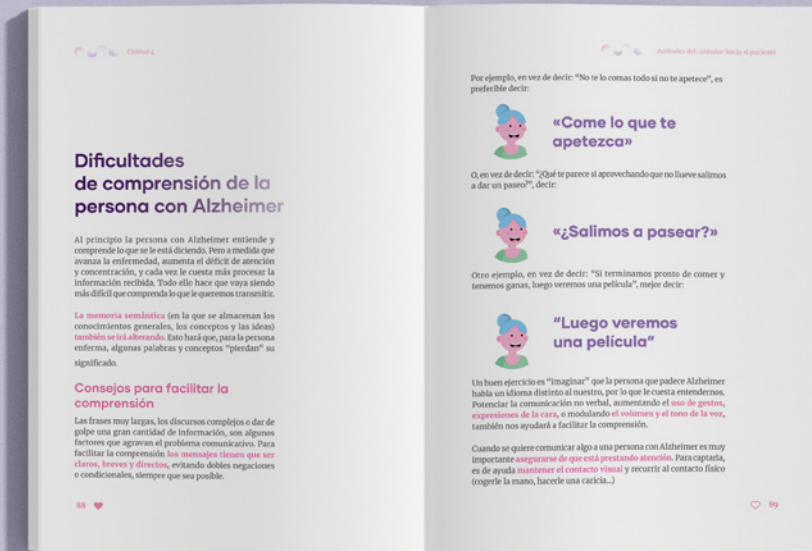 Unidad 4
Dificultades
de comprensión de la
persona con Alzheimer
Al principio la persona con Alzheimer entiende y
comprende lo que se le está diciendo. Pero a medida que
avanza la enfermedad, aumenta el déficit de atención
y concentración, y cada vez le cuesta más procesar la
información recibida. Todo ello hace que vaya siendo
más difícil que comprenda lo que le queremos transmitir.
La memoria semántica (en la que se almacenan los
conocimientos generales, los conceptos y las ideas)
también se irá alterando. Esto hará que, para la persona
enferma, algunas palabras y conceptos "pierdan" su
significado.
Consejos para facilitar la
comprensión
Las frases muy largas, los discursos complejos o dar de
golpe una gran cantidad de información, son algunos
factores que agravan el problema comunicativo. Para
facilitar la comprensión los mensajes tienen que ser
claros, breves y directos, evitando dobles negaciones
o condicionales, siempre que sea posible.
88
Actitudes del cuidador hacia el paciente
Por ejemplo, en vez de decir: "No te lo comas todo si no te apetece", es
preferible decir:
«Come lo que te
apetezca»
O, en vez de decir: "¿Qué te parece si aprovechando que no llueve salimos
a dar un paseo?", decir:
«¿Salimos a pasear?»
Otro ejemplo, en vez de decir: "Si terminamos pronto de comer y
tenemos ganas, luego veremos una película", mejor decir:
"Luego veremos
una película"
Un buen ejercicio es "imaginar" que la persona que padece Alzheimer
habla un idioma distinto al nuestro, por lo que le cuesta entendernos.
Potenciar la comunicación no verbal, aumentando el uso de gestos,
expresiones de la cara, o modulando el volumen y el tono de la voz,
también nos ayudará a facilitar la comprensión.
Cuando se quiere comunicar algo a una persona con Alzheimer es muy
importante asegurarse de que está prestando atención. Para captarla,
es de ayuda mantener el contacto visual y recurrir al contacto físico
(cogerle la mano, hacerle una caricia...)
89